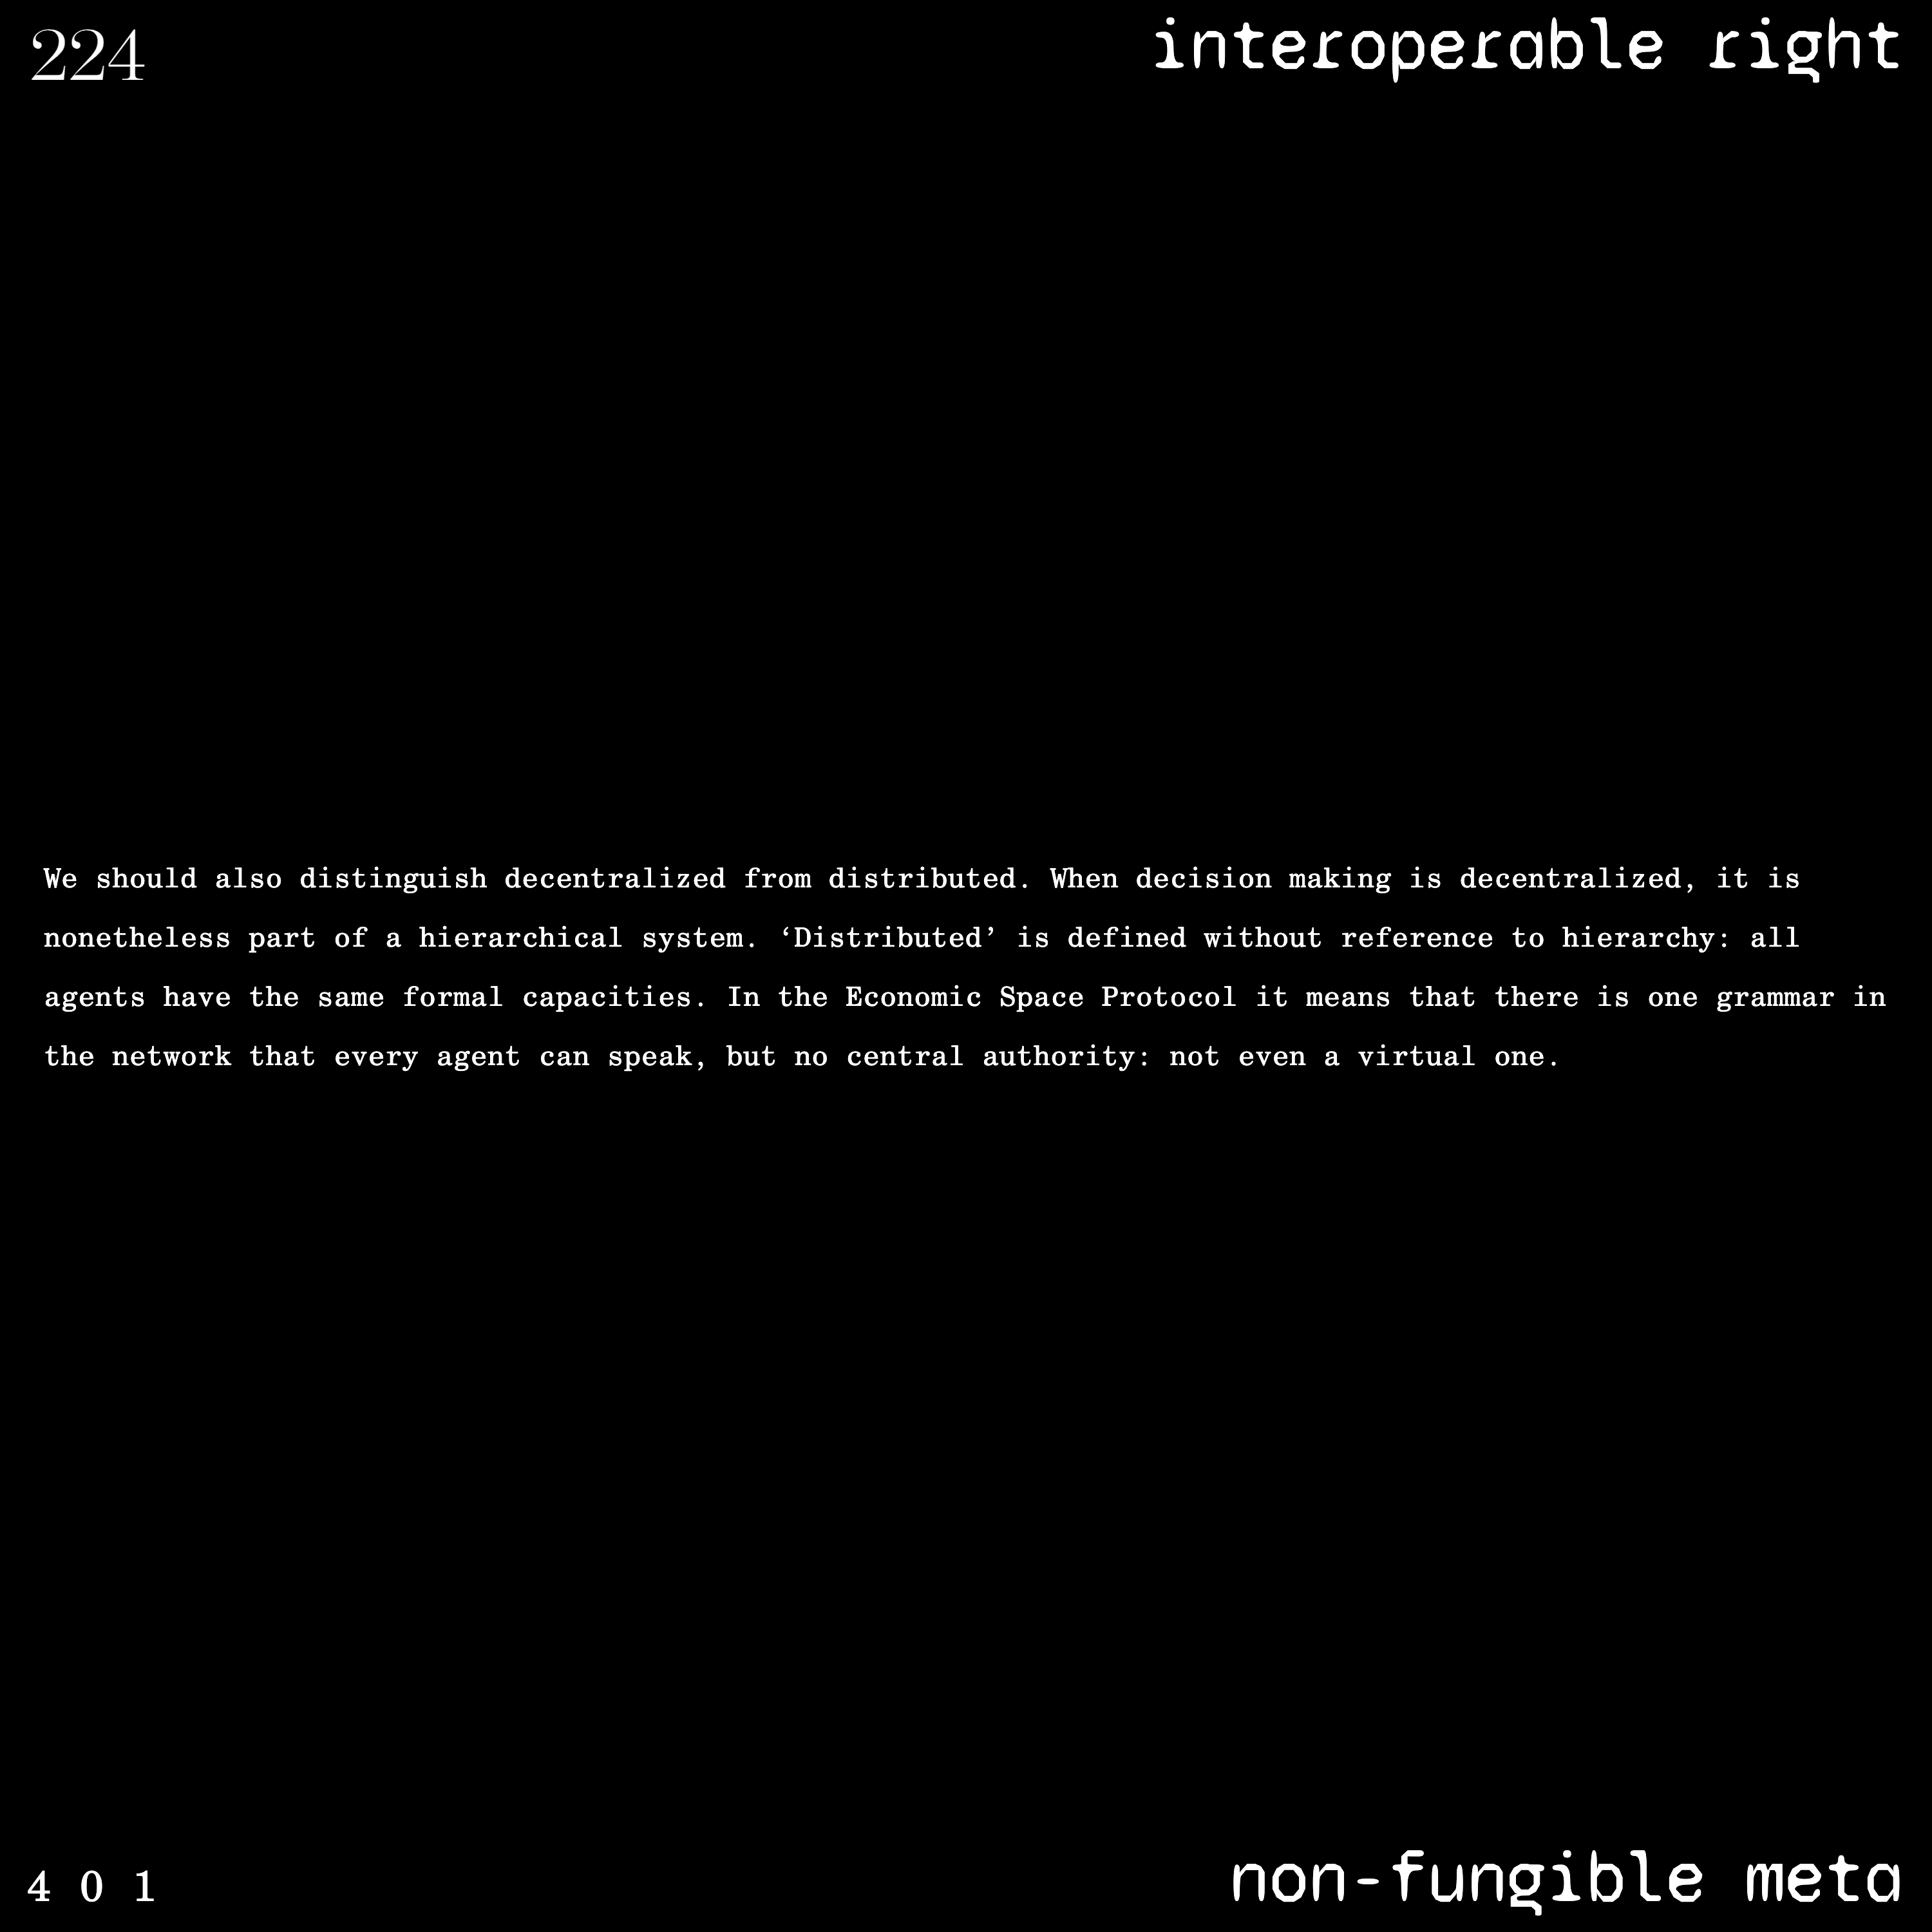 224
interoperable right
We should also distinguish decentralized from distributed. When decision making is decentralized, it is
nonetheless part of a hierarchical system. ‘Distributed’ is defined without reference to hierarchy: all
agents have the same formal capacities. In the Economic Space Protocol it means that there is one grammar in
the network that every agent can speak, but no central authority: not even a virtual one.
4 0 1
non-fungible meta